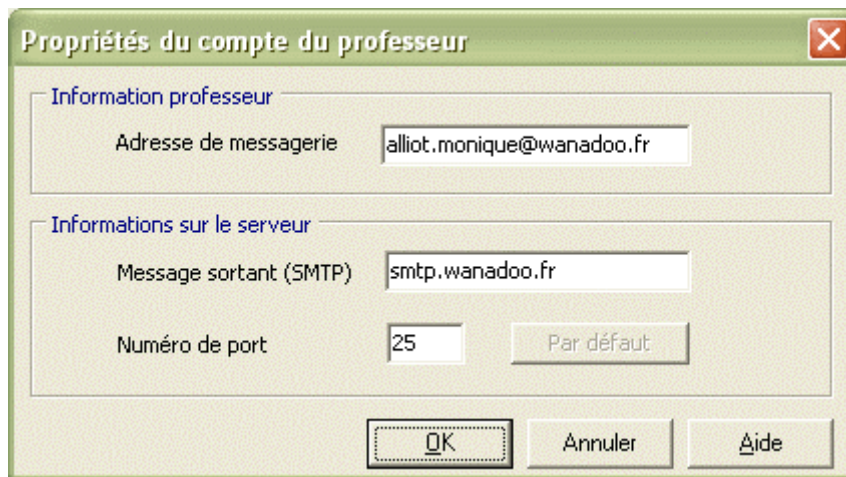 Propriétés du compte du professeur
Information professeur
Adresse de messagerie alliot.monique@wanadoo.fr
Informations sur le serveur
Message sortant (SMTP) smtp.wanadoo.fr
Numéro de port 25 Par défaut
OK Annuler Aide